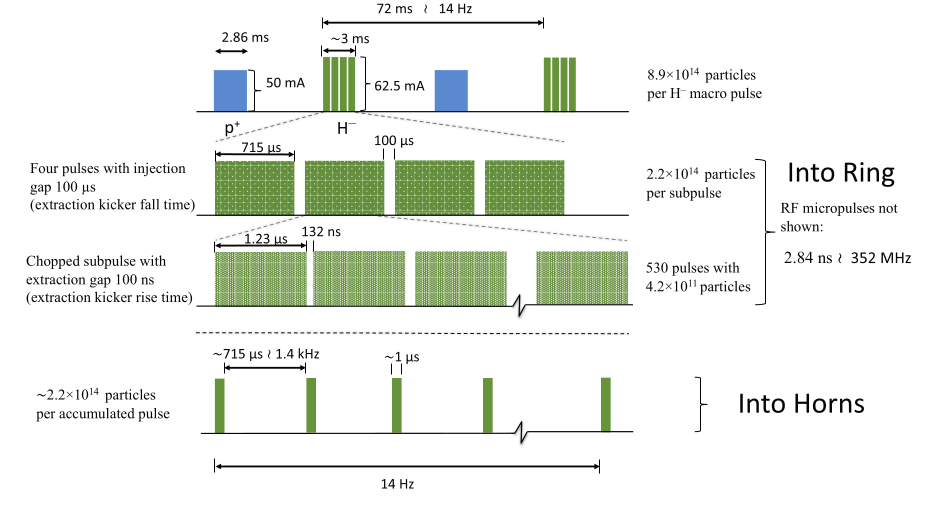 72 ms ≀ 14 Hz
2.86 ms
~3 ms
50 mA
62.5 mA
8.9×10¹⁴ particles
per H⁻ macro pulse
p⁺
H⁻
715 µs
100 µs
Four pulses with injection
gap 100 µs
(extraction kicker fall time)
2.2×10¹⁴ particles
per subpulse
Into Ring
RF micropulses not
shown:
2.84 ns ≀ 352 MHz
1.23 µs
132 ns
Chopped subpulse with
extraction gap 100 ns
(extraction kicker rise time)
530 pulses with
4.2×10¹¹ particles
~715 µs ≀ 1.4 kHz
~1 µs
~2.2×10¹⁴ particles
per accumulated pulse
Into Horns
14 Hz